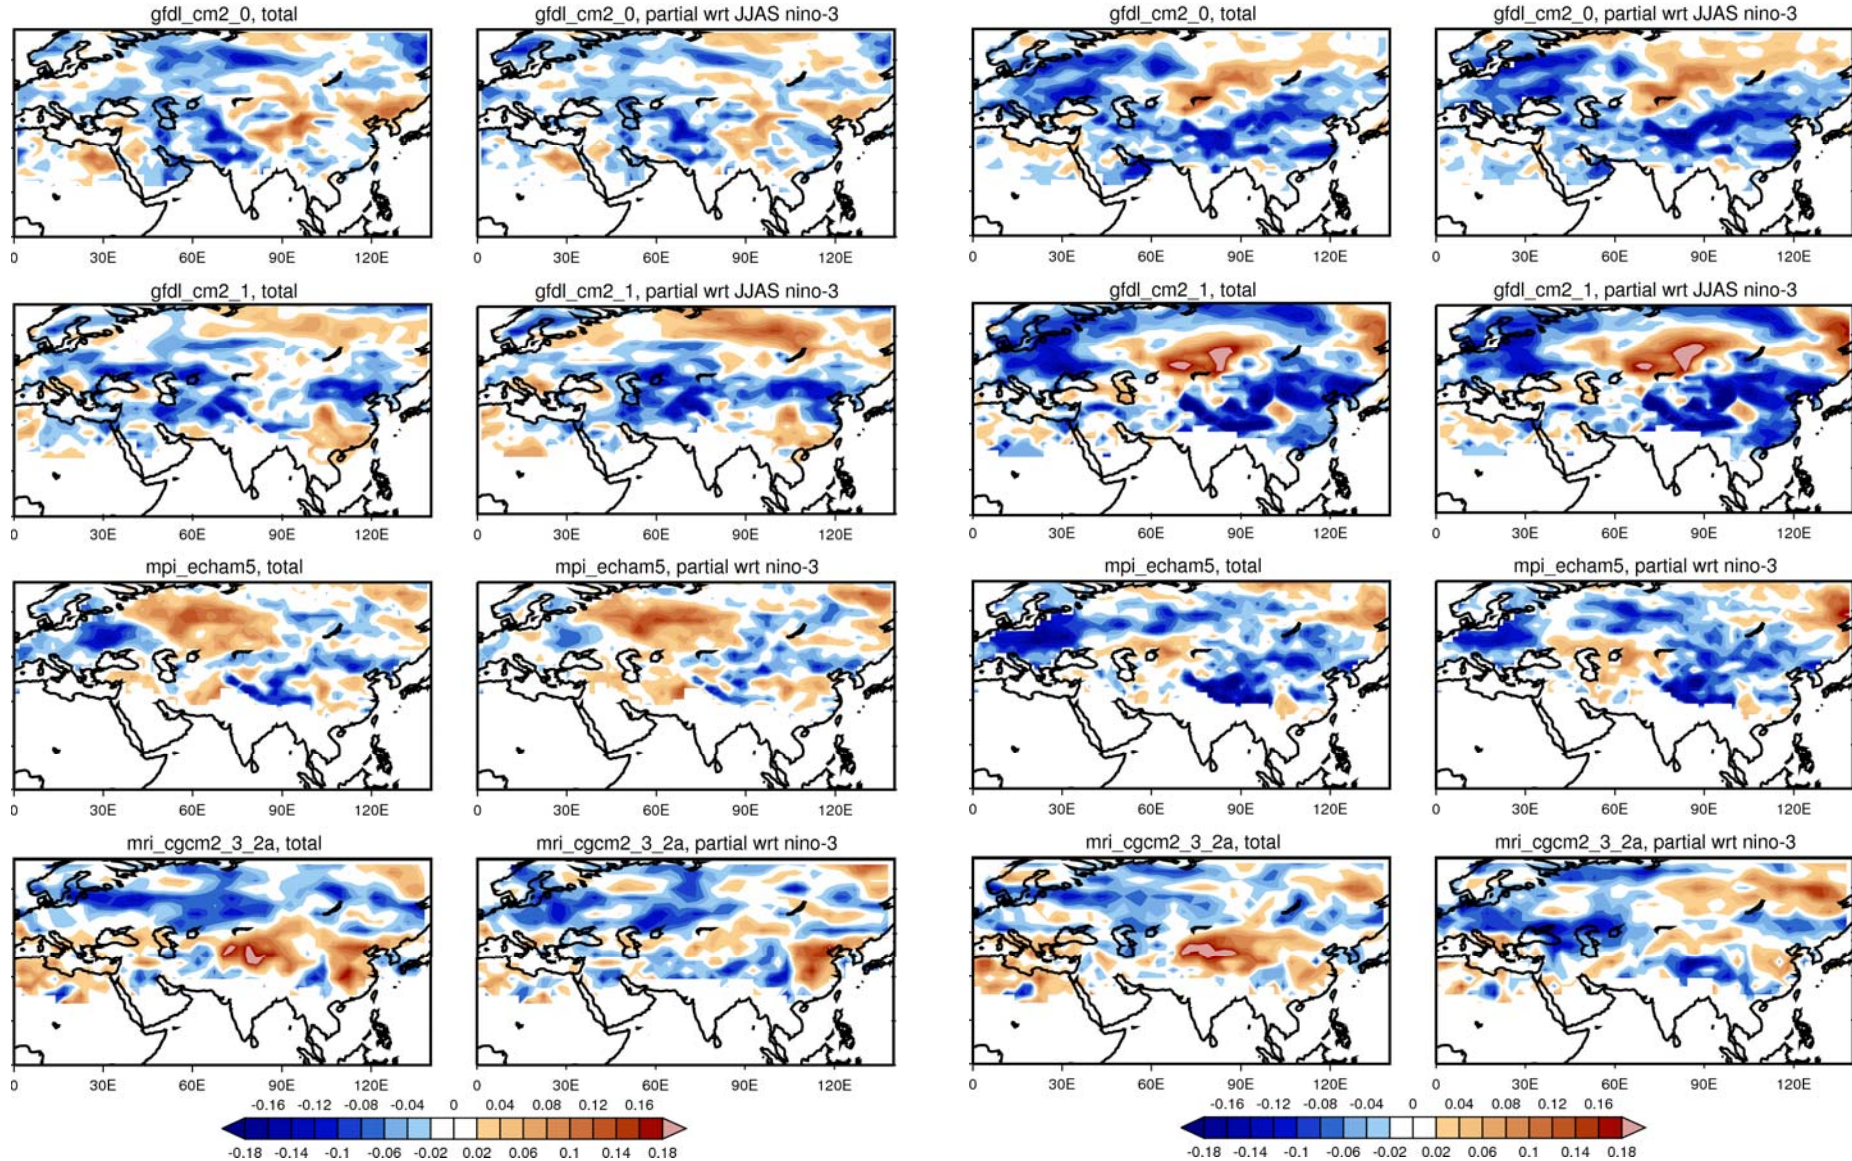 gfdl_cm2_0, total
gfdl_cm2_0, partial wrt JJAS nino-3
gfdl_cm2_0, total
gfdl_cm2_0, partial wrt JJAS nino-3
0 30E 60E 90E 120E
0 30E 60E 90E 120E
0 30E 60E 90E 120E
0 30E 60E 90E 120E
gfdl_cm2_1, total
gfdl_cm2_1, partial wrt JJAS nino-3
gfdl_cm2_1, total
gfdl_cm2_1, partial wrt JJAS nino-3
0 30E 60E 90E 120E
0 30E 60E 90E 120E
0 30E 60E 90E 120E
0 30E 60E 90E 120E
mpi_echam5, total
mpi_echam5, partial wrt nino-3
mpi_echam5, total
mpi_echam5, partial wrt nino-3
0 30E 60E 90E 120E
0 30E 60E 90E 120E
0 30E 60E 90E 120E
0 30E 60E 90E 120E
mri_cgcm2_3_2a, total
mri_cgcm2_3_2a, partial wrt nino-3
mri_cgcm2_3_2a, total
mri_cgcm2_3_2a, partial wrt nino-3
0 30E 60E 90E 120E
0 30E 60E 90E 120E
0 30E 60E 90E 120E
0 30E 60E 90E 120E
-0.16 -0.12 -0.08 -0.04 0 0.04 0.08 0.12 0.16
-0.18 -0.14 -0.1 -0.06 -0.02 0.02 0.06 0.1 0.14 0.18
-0.16 -0.12 -0.08 -0.04 0 0.04 0.08 0.12 0.16
-0.18 -0.14 -0.1 -0.06 -0.02 0.02 0.06 0.1 0.14 0.18